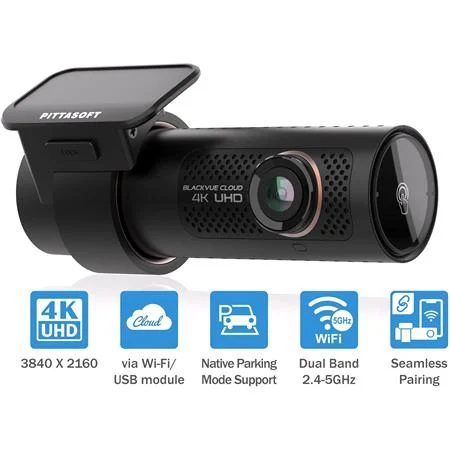 PITTASOFT
LOCK
BLACKVUE CLOUD
4K UHD
4K
UHD
3840 X 2160
Cloud
via Wi-Fi/
USB module
Native Parking
Mode Support
5GHz
WiFi
Dual Band
2.4-5GHz
Seamless
Pairing